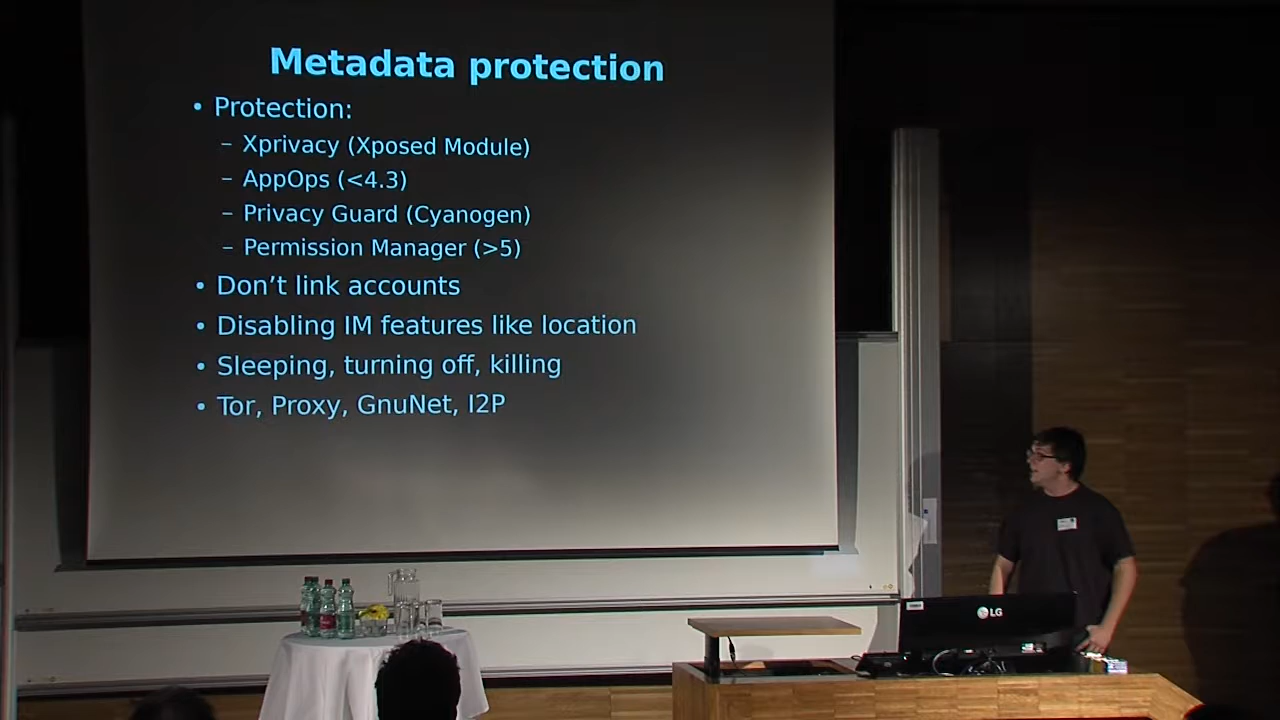 Metadata protection
• Protection:
– Xprivacy (Xposed Module)
– AppOps (<4.3)
– Privacy Guard (Cyanogen)
– Permission Manager (>5)
• Don’t link accounts
• Disabling IM features like location
• Sleeping, turning off, killing
• Tor, Proxy, GnuNet, I2P
LG